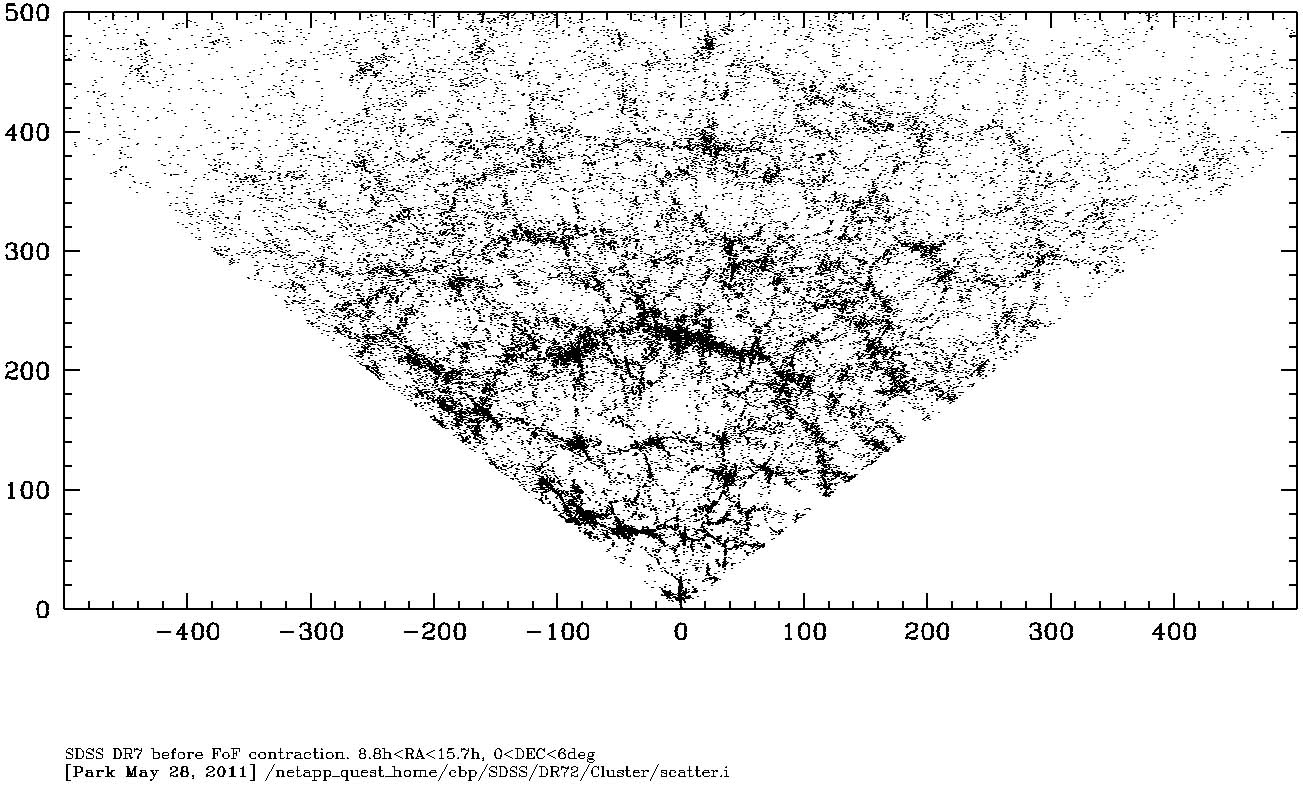 500
400
300
200
100
0
−400 −300 −200 −100 0 100 200 300 400
SDSS DR7 before FoF contraction. 8.8h<RA<15.7h, 0<DEC<6deg
[Park May 28, 2011] /netapp_quest_home/cbp/SDSS/DR72/Cluster/scatter.i